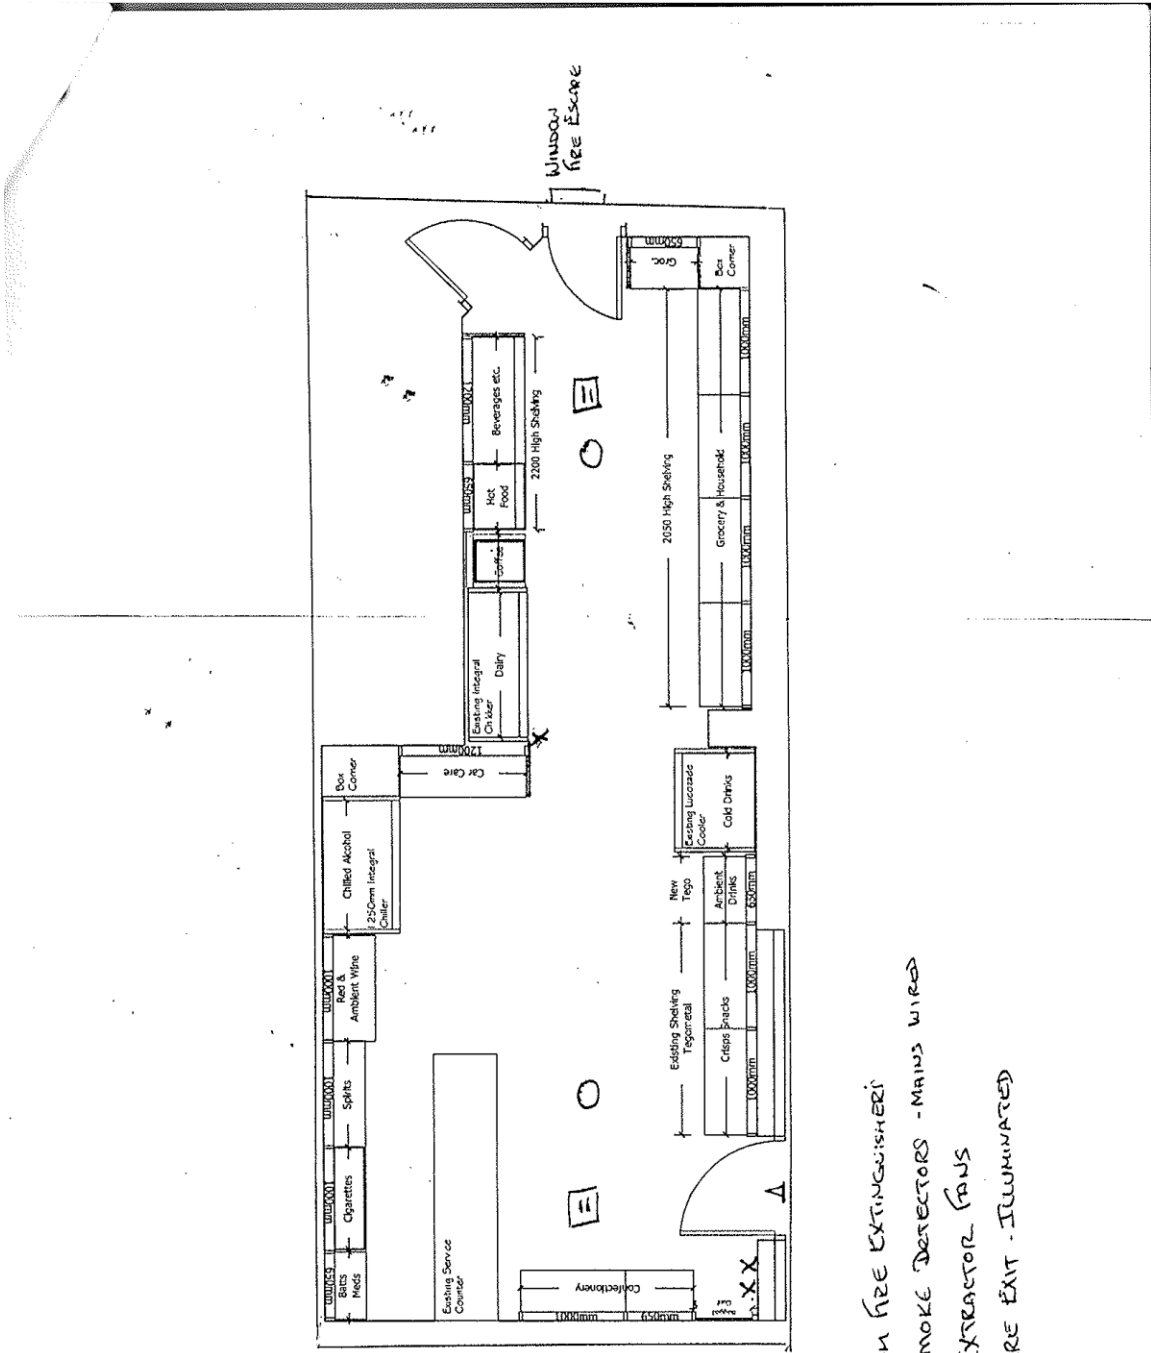 WINDOW
FIRE ESCAPE
650mm
Groc
Box
Corner
1200mm
Beverages etc.
2200 High Shelving
650mm
Hot
Food
Coffee
2050 High Shelving
1000mm
1000mm
Grocery & Household
1000mm
1000mm
Existing Integral
Chiller
Dairy
1200mm
Car Care
X
Box
Corner
Existing Lucozade
Cooler
Cold Drinks
Chilled Alcohol
1250mm Integral
Chiller
New
Tego
Ambient
Drinks
650mm
1000mm
Red &
Ambient Wine
Existing Shelving
Tegometal
Crisps Snacks
1000mm
1000mm
1000mm
Spirits
1000mm
Cigarettes
650mm
Batts
Meds
Existing Service
Counter
Confectionery
1000mm
650mm
XX
FIRE EXTINGUISHERS
SMOKE DETECTORS - MAINS WIRED
EXTRACTOR FANS
RE EXIT - ILLUMINATED